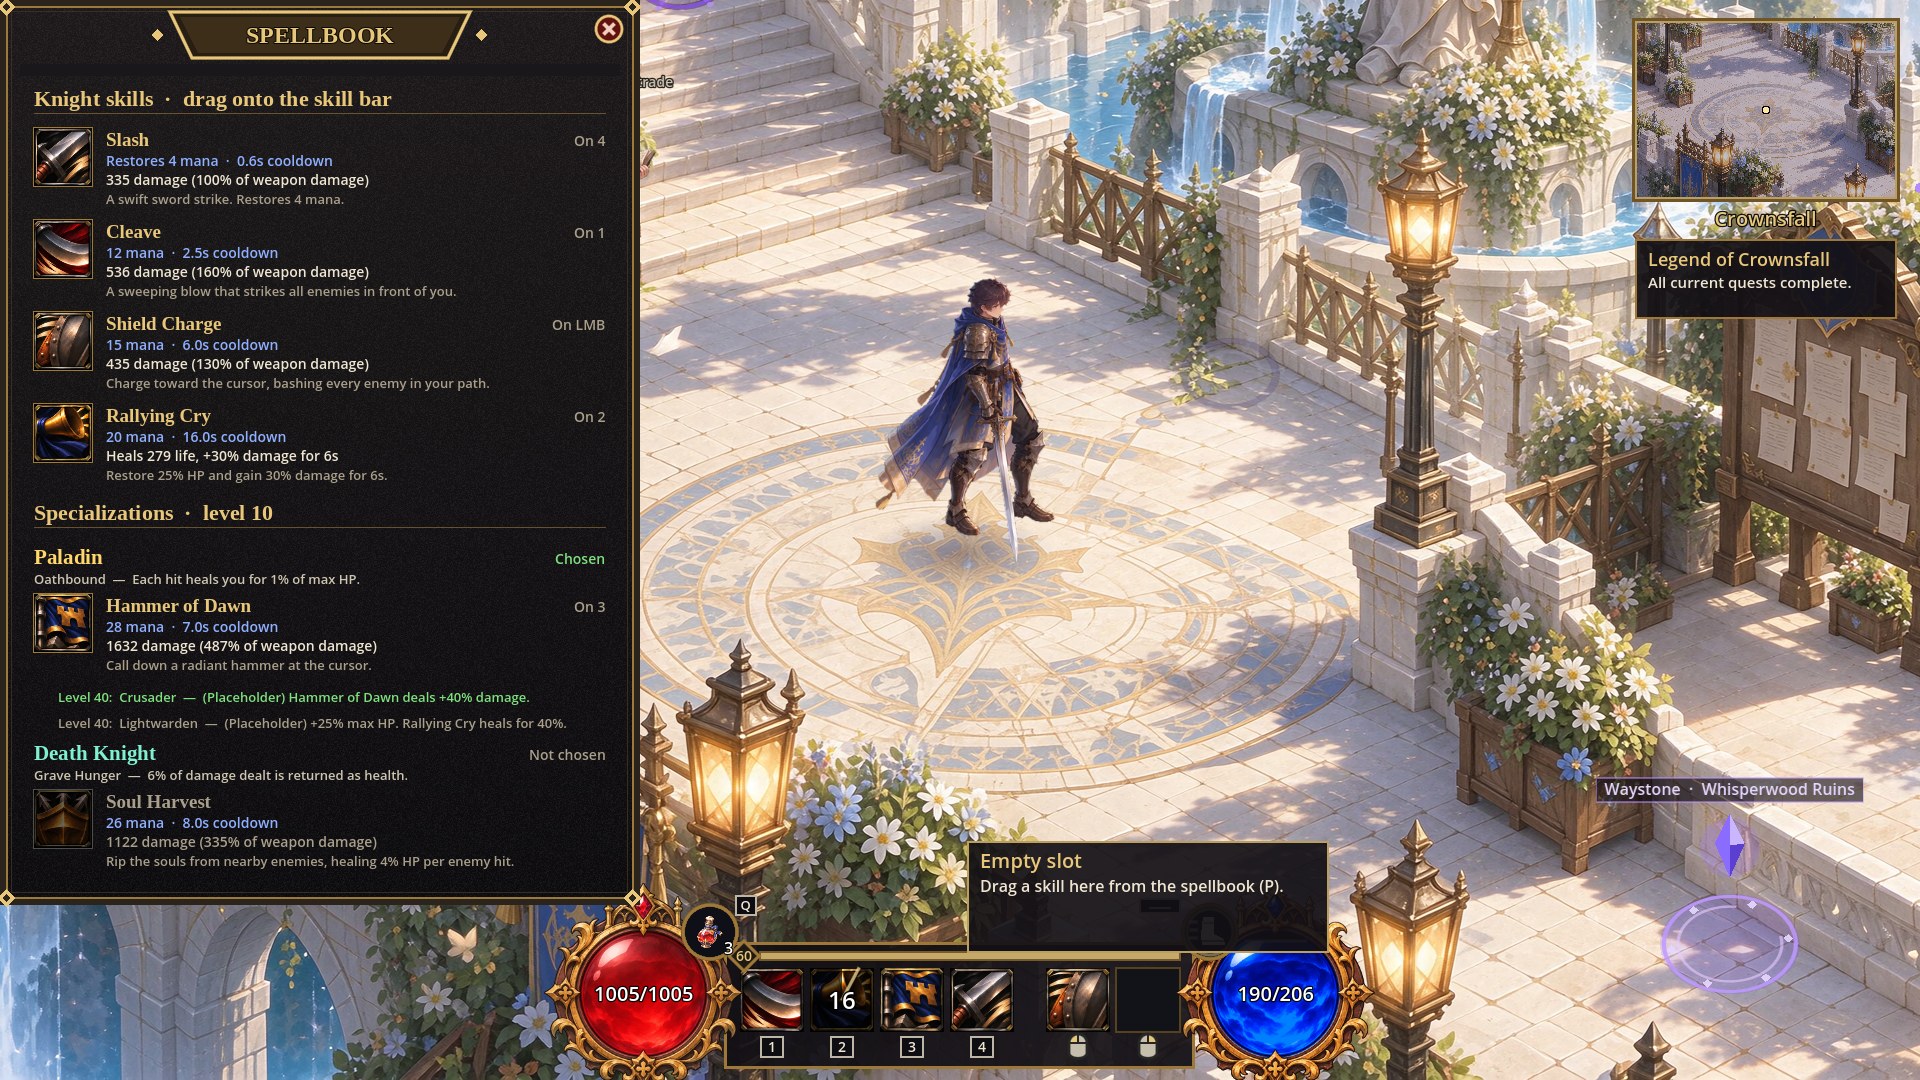 SPELLBOOK
Knight skills · drag onto the skill bar
Slash
On 4
Restores 4 mana · 0.6s cooldown
335 damage (100% of weapon damage)
A swift sword strike. Restores 4 mana.
Cleave
On 1
12 mana · 2.5s cooldown
536 damage (160% of weapon damage)
A sweeping blow that strikes all enemies in front of you.
Shield Charge
On LMB
15 mana · 6.0s cooldown
435 damage (130% of weapon damage)
Charge toward the cursor, bashing every enemy in your path.
Rallying Cry
On 2
20 mana · 16.0s cooldown
Heals 279 life, +30% damage for 6s
Restore 25% HP and gain 30% damage for 6s.
Specializations · level 10
Paladin
Chosen
Oathbound — Each hit heals you for 1% of max HP.
Hammer of Dawn
On 3
28 mana · 7.0s cooldown
1632 damage (487% of weapon damage)
Call down a radiant hammer at the cursor.
Level 40: Crusader — (Placeholder) Hammer of Dawn deals +40% damage.
Level 40: Lightwarden — (Placeholder) +25% max HP. Rallying Cry heals for 40%.
Death Knight
Not chosen
Grave Hunger — 6% of damage dealt is returned as health.
Soul Harvest
26 mana · 8.0s cooldown
1122 damage (335% of weapon damage)
Rip the souls from nearby enemies, healing 4% HP per enemy hit.
trade
Crownsfall
Legend of Crownsfall
All current quests complete.
Waystone · Whisperwood Ruins
Empty slot
Drag a skill here from the spellbook (P).
Q
3
60
1005/1005
16
190/206
1
2
3
4